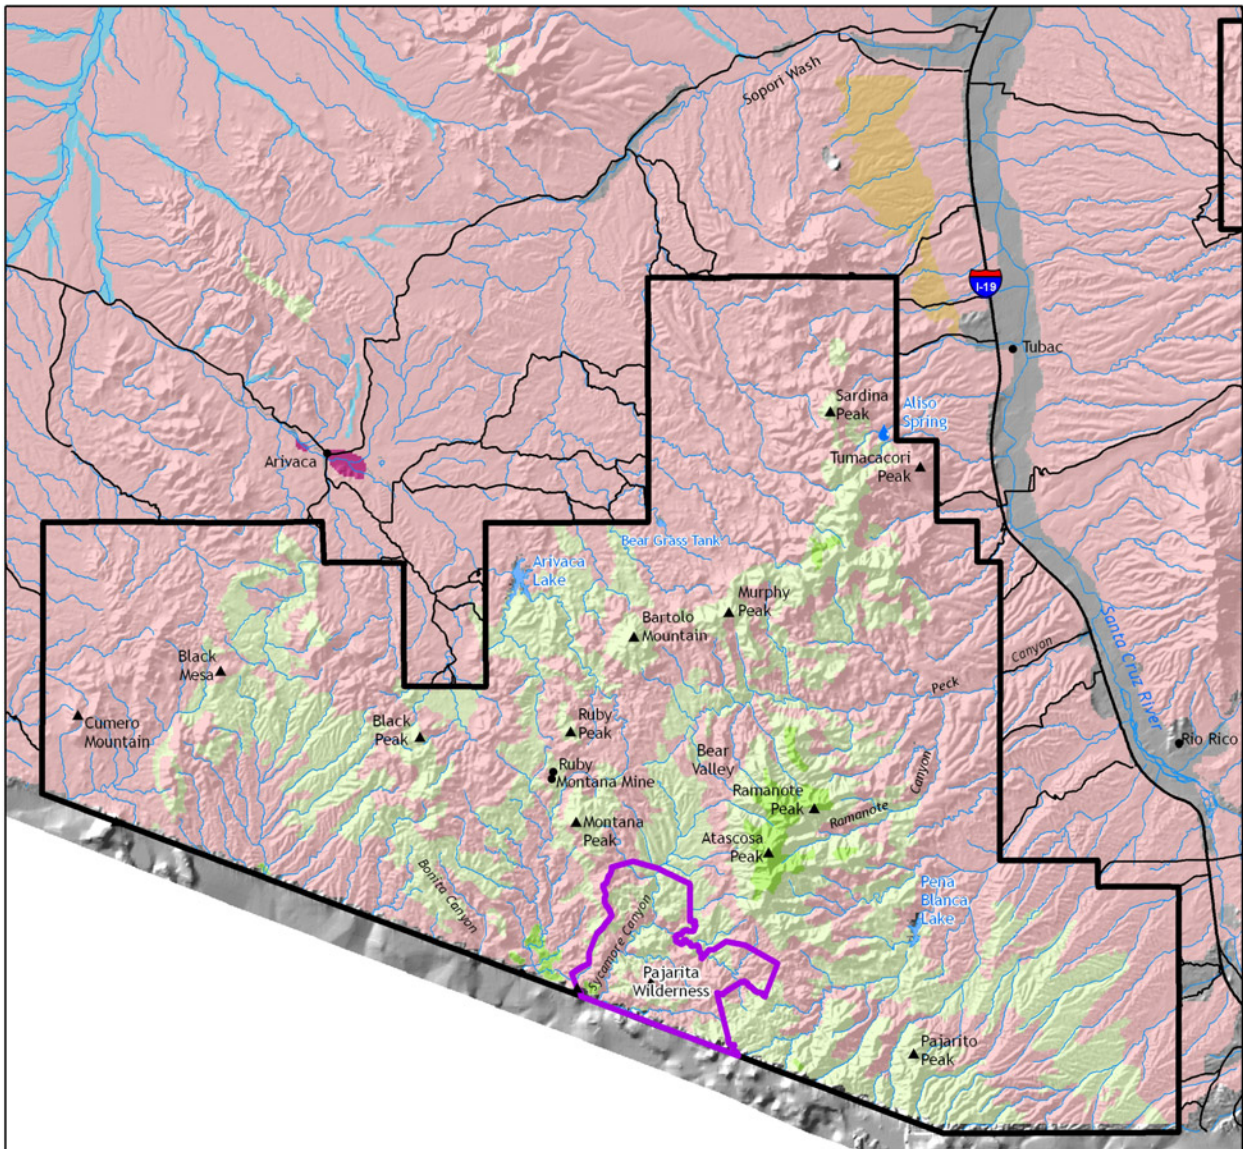 Sopori Wash
I-19
Tubac
Sardina
Peak
Aliso
Spring
Arivaca
Tumacacori
Peak
Bear Grass Tank
Arivaca
Lake
Murphy
Peak
Bartolo
Mountain
Santa Cruz River
Canyon
Black
Mesa
Peck
Cumero
Mountain
Black
Peak
Ruby
Peak
Rio Rico
Bear
Valley
Canyon
Ruby
Montana Mine
Ramanote
Peak
Ramanote
Montana
Peak
Atascosa
Peak
Bonita Canyon
Pena
Blanca
Lake
Sycamore Canyon
Pajarita
Wilderness
Pajarito
Peak